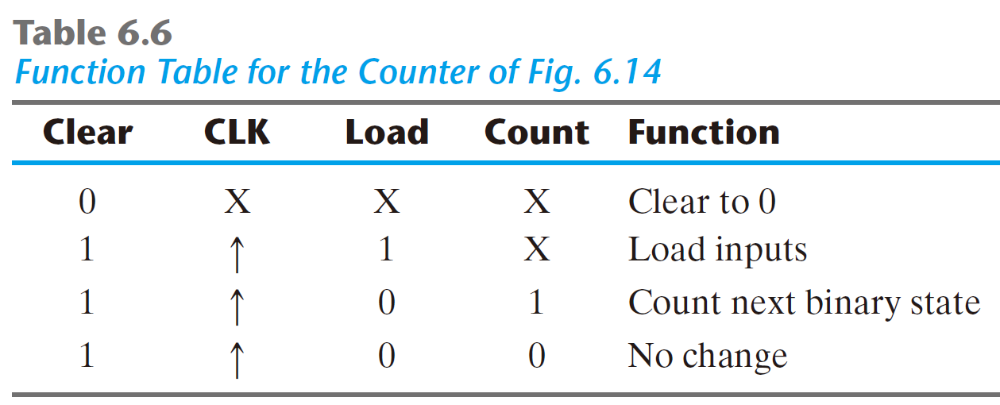 Table 6.6
Function Table for the Counter of Fig. 6.14
Clear CLK Load Count Function
0 X X X Clear to 0
1 ↑ 1 X Load inputs
1 ↑ 0 1 Count next binary state
1 ↑ 0 0 No change